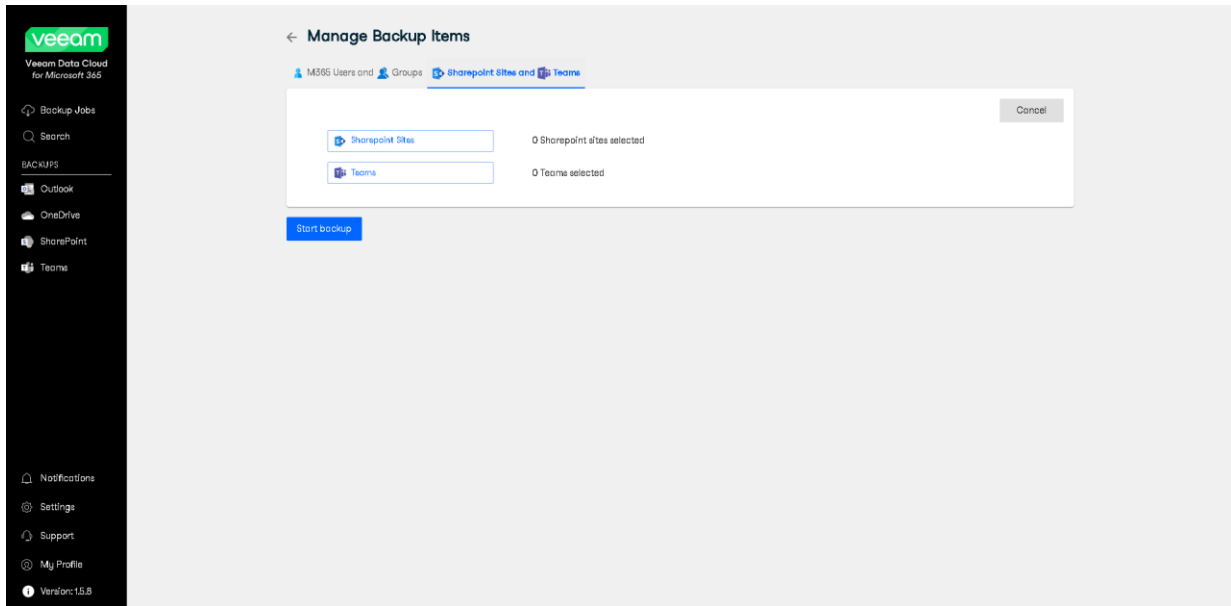 veeam
Veeam Data Cloud
for Microsoft 365
Backup Jobs
Search
BACKUPS
Outlook
OneDrive
SharePoint
Teams
Notifications
Settings
Support
My Profile
Version: 1.5.8
← Manage Backup Items
M365 Users and Groups
Sharepoint Sites and Teams
Cancel
Sharepoint Sites
0 Sharepoint sites selected
Teams
0 Teams selected
Start backup